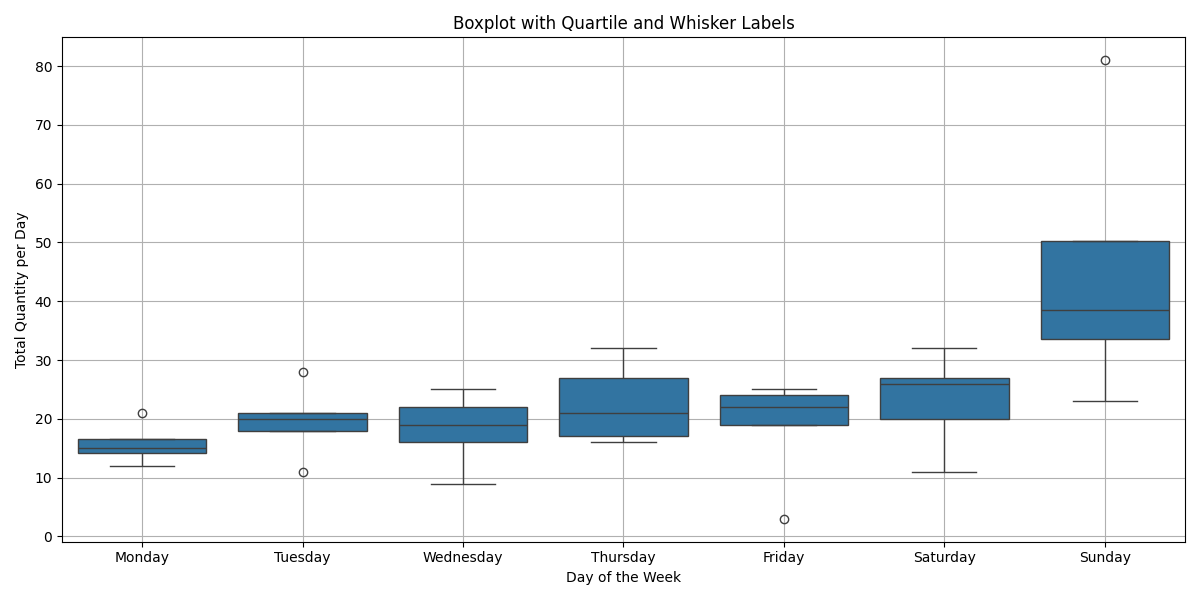 Boxplot with Quartile and Whisker Labels
Total Quantity per Day
80
70
60
50
40
30
20
10
0
Monday Tuesday Wednesday Thursday Friday Saturday Sunday
Day of the Week